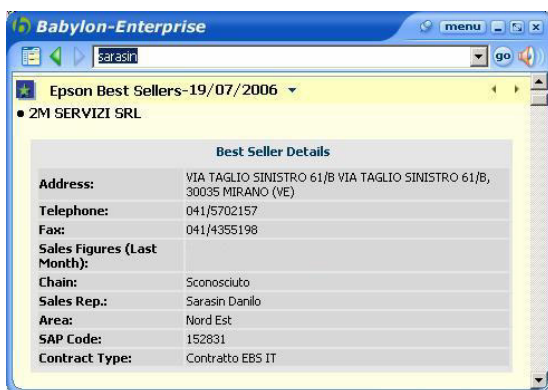 Babylon-Enterprise
menu
sarasin
go
Epson Best Sellers-19/07/2006
2M SERVIZI SRL
Best Seller Details
Address: VIA TAGLIO SINISTRO 61/B VIA TAGLIO SINISTRO 61/B,
30035 MIRANO (VE)
Telephone: 041/5702157
Fax: 041/4355198
Sales Figures (Last
Month):
Chain: Sconosciuto
Sales Rep.: Sarasin Danilo
Area: Nord Est
SAP Code: 152831
Contract Type: Contratto EBS IT